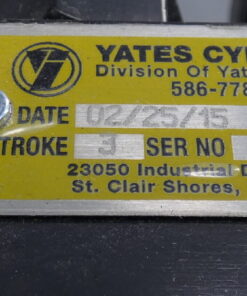 YATES CY
Division Of Yat
586-778
DATE 02/25/15
TROKE 3 SER NO
23050 Industrial D
St. Clair Shores,